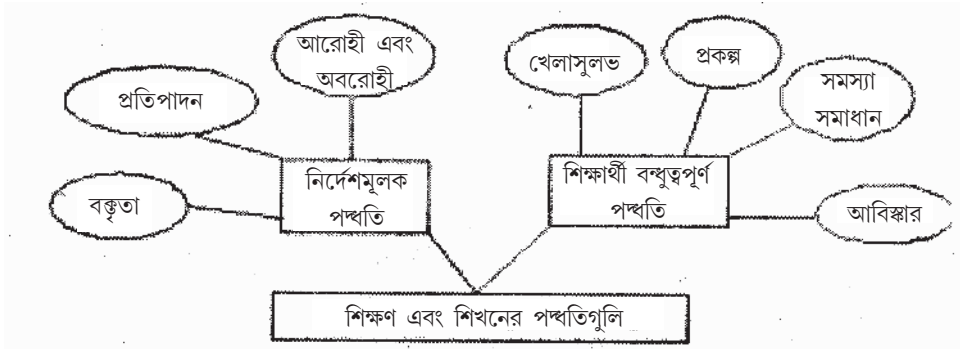 আরোহী এবং
অবরোহী
খেলাসুলভ
প্রকল্প
প্রতিপাদন
সমস্যা
সমাধান
নির্দেশমূলক
পদ্ধতি
শিক্ষার্থী বন্ধুত্বপূর্ণ
পদ্ধতি
বক্তৃতা
আবিস্কার
শিক্ষণ এবং শিখনের পদ্ধতিগুলি